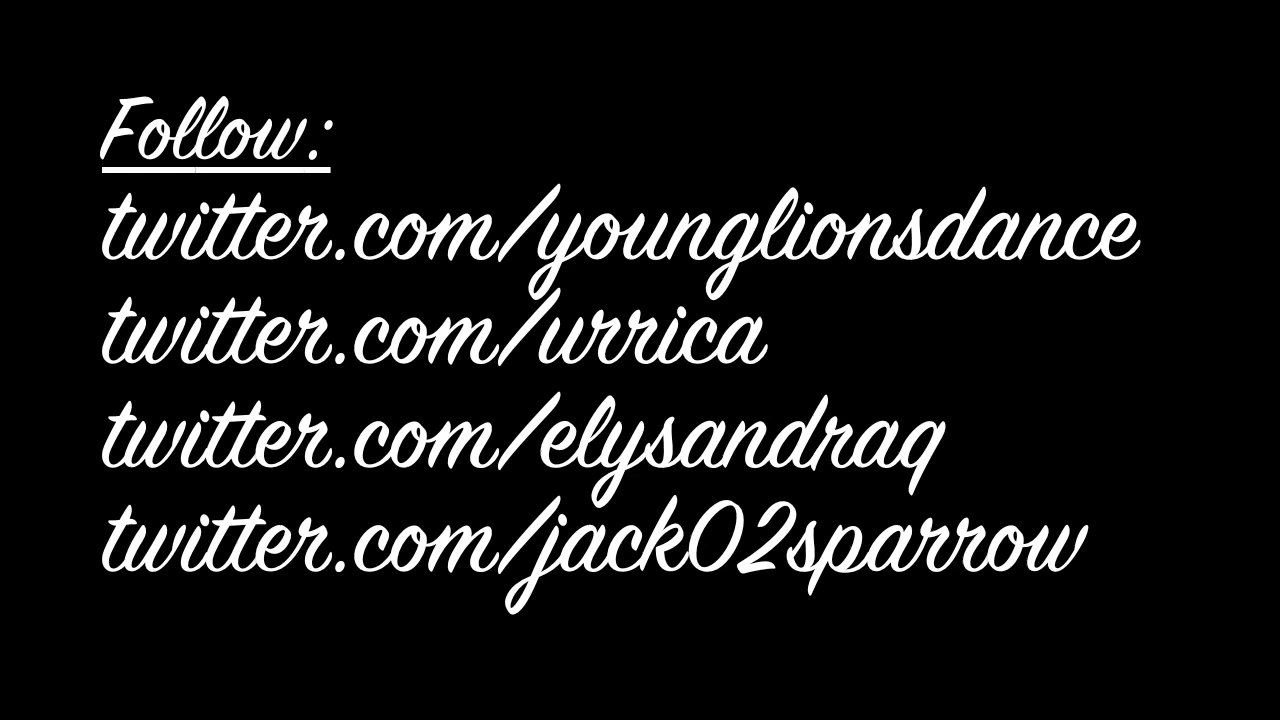 Follow:
twitter.com/younglionsdance
twitter.com/urrica
twitter.com/elysandraq
twitter.com/jack02sparrow